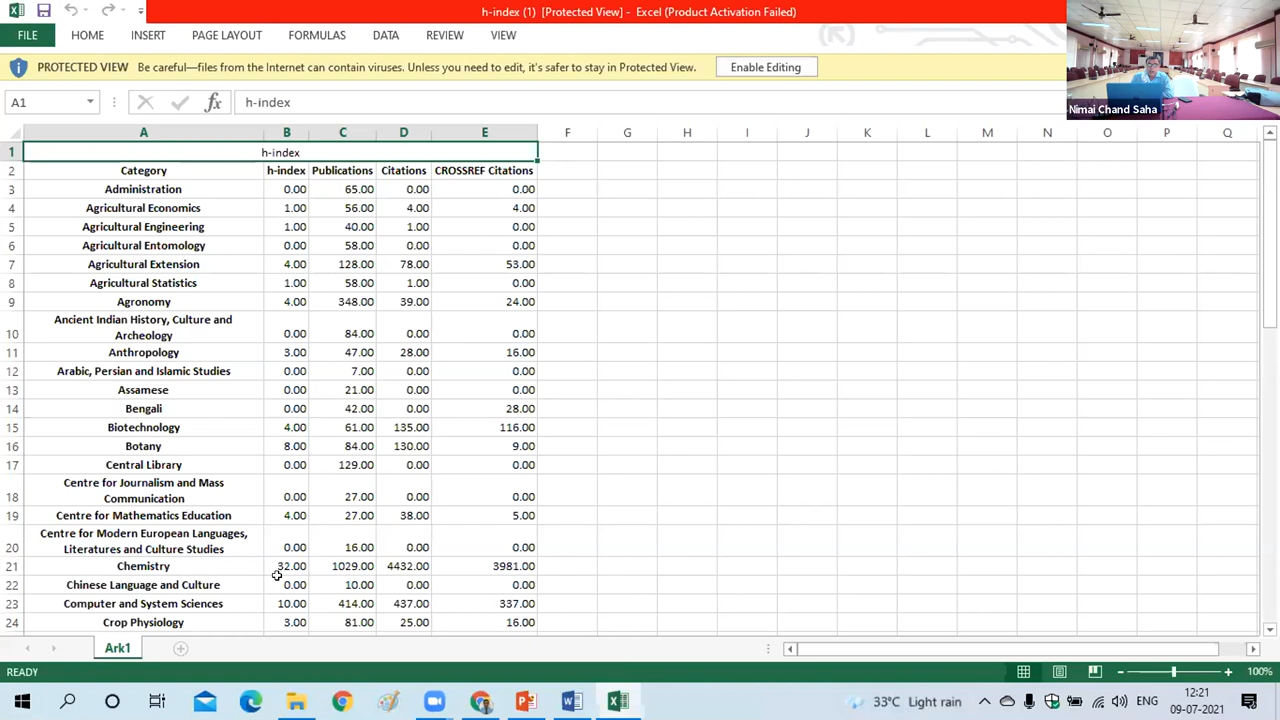 h-index (1) [Protected View] - Excel (Product Activation Failed)
FILE HOME INSERT PAGE LAYOUT FORMULAS DATA REVIEW VIEW
PROTECTED VIEW Be careful—files from the Internet can contain viruses. Unless you need to edit, it's safer to stay in Protected View. Enable Editing
Nimai Chand Saha
A1 fx h-index
A B C D E F G H I J K L M N O P Q
1 h-index
2 Category h-index Publications Citations CROSSREF Citations
3 Administration 0.00 65.00 0.00 0.00
4 Agricultural Economics 1.00 56.00 4.00 4.00
5 Agricultural Engineering 1.00 40.00 1.00 0.00
6 Agricultural Entomology 0.00 58.00 0.00 0.00
7 Agricultural Extension 4.00 128.00 78.00 53.00
8 Agricultural Statistics 1.00 58.00 1.00 0.00
9 Agronomy 4.00 348.00 39.00 24.00
Ancient Indian History, Culture and
10 Archeology 0.00 84.00 0.00 0.00
11 Anthropology 3.00 47.00 28.00 16.00
12 Arabic, Persian and Islamic Studies 0.00 7.00 0.00 0.00
13 Assamese 0.00 21.00 0.00 0.00
14 Bengali 0.00 42.00 0.00 28.00
15 Biotechnology 4.00 61.00 135.00 116.00
16 Botany 8.00 84.00 130.00 9.00
17 Central Library 0.00 129.00 0.00 0.00
Centre for Journalism and Mass
18 Communication 0.00 27.00 0.00 0.00
19 Centre for Mathematics Education 4.00 27.00 38.00 5.00
Centre for Modern European Languages,
20 Literatures and Culture Studies 0.00 16.00 0.00 0.00
21 Chemistry 32.00 1029.00 4432.00 3981.00
22 Chinese Language and Culture 0.00 10.00 0.00 0.00
23 Computer and System Sciences 10.00 414.00 437.00 337.00
24 Crop Physiology 3.00 81.00 25.00 16.00
Ark1
READY 100%
33°C Light rain ENG 12:21
09-07-2021